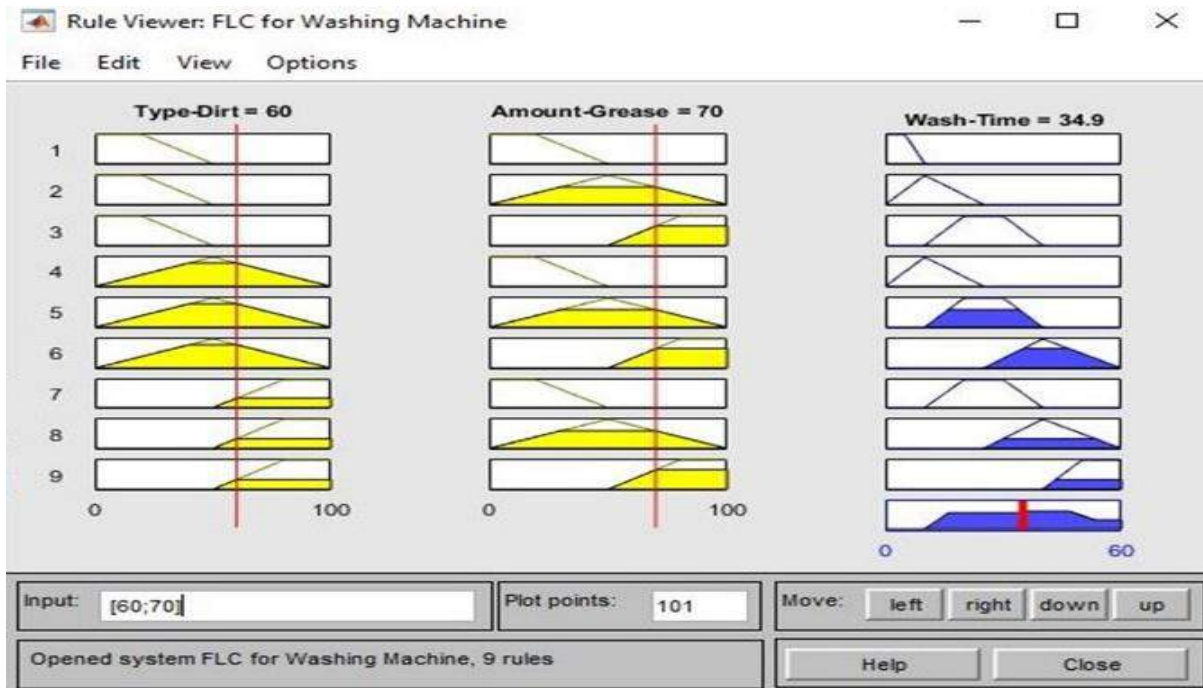 Rule Viewer: FLC for Washing Machine
File Edit View Options
Type-Dirt = 60 Amount-Grease = 70 Wash-Time = 34.9
1
2
3
4
5
6
7
8
9
0 100 0 100
0 60
Input: [60;70] Plot points: 101 Move: left right down up
Opened system FLC for Washing Machine, 9 rules Help Close